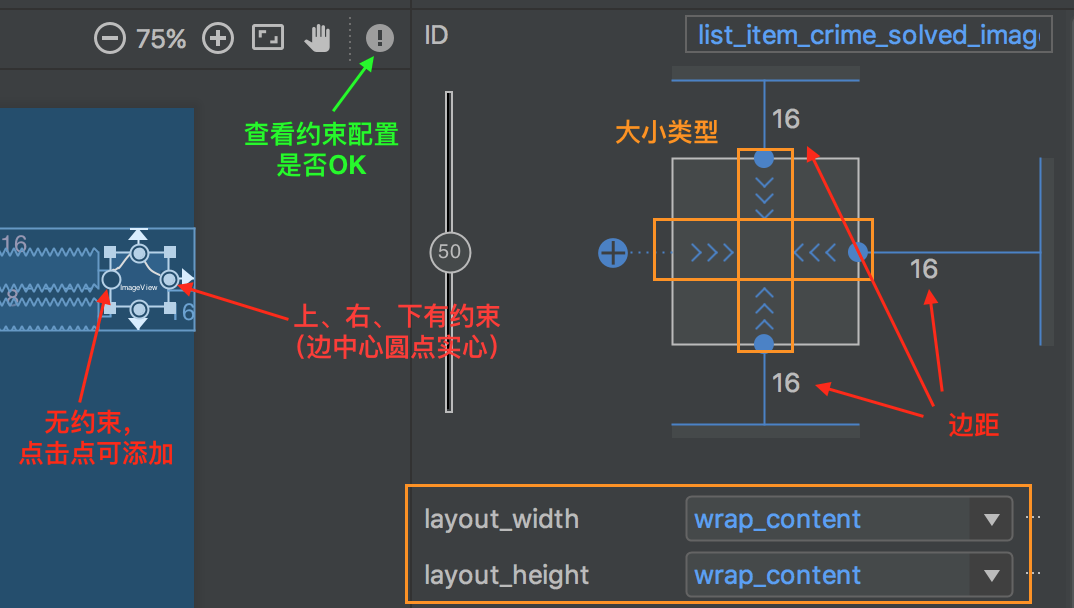 75%
ID
list_item_crime_solved_imag
查看约束配置
是否OK
大小类型
16
50
16
16
8
ImageView
16
上、右、下有约束
（边中心圆点实心）
16
无约束，
点击点可添加
边距
layout_width
wrap_content
layout_height
wrap_content